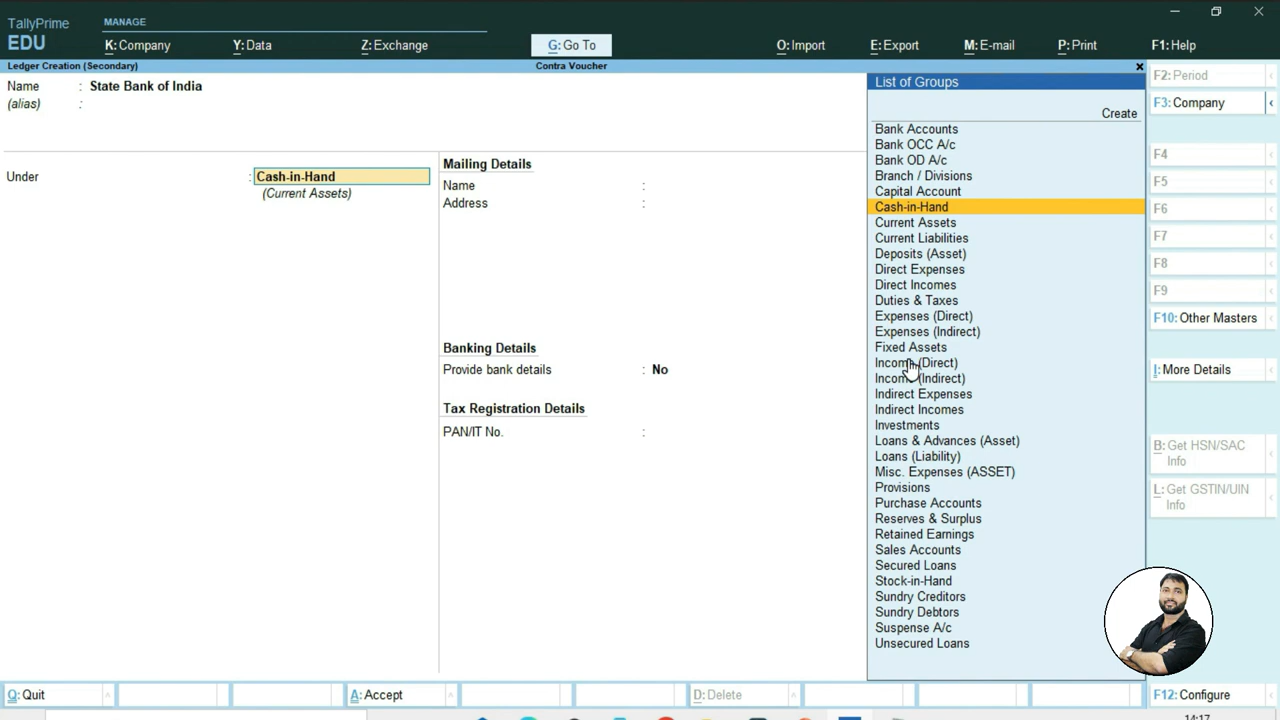 TallyPrime
EDU
MANAGE
K: Company
Y: Data
Z: Exchange
G: Go To
O: Import
E: Export
M: E-mail
P: Print
F1: Help
Ledger Creation (Secondary)
Contra Voucher
Name : State Bank of India
(alias) :
Under : Cash-in-Hand
(Current Assets)
Mailing Details
Name :
Address :
Banking Details
Provide bank details : No
Tax Registration Details
PAN/IT No. :
List of Groups
Create
Bank Accounts
Bank OCC A/c
Bank OD A/c
Branch / Divisions
Capital Account
Cash-in-Hand
Current Assets
Current Liabilities
Deposits (Asset)
Direct Expenses
Direct Incomes
Duties & Taxes
Expenses (Direct)
Expenses (Indirect)
Fixed Assets
Income (Direct)
Income (Indirect)
Indirect Expenses
Indirect Incomes
Investments
Loans & Advances (Asset)
Loans (Liability)
Misc. Expenses (ASSET)
Provisions
Purchase Accounts
Reserves & Surplus
Retained Earnings
Sales Accounts
Secured Loans
Stock-in-Hand
Sundry Creditors
Sundry Debtors
Suspense A/c
Unsecured Loans
F2: Period
F3: Company
F4
F5
F6
F7
F8
F9
F10: Other Masters
I: More Details
B: Get HSN/SAC
Info
L: Get GSTIN/UIN
Info
Q: Quit
A: Accept
D: Delete
F12: Configure
14:17